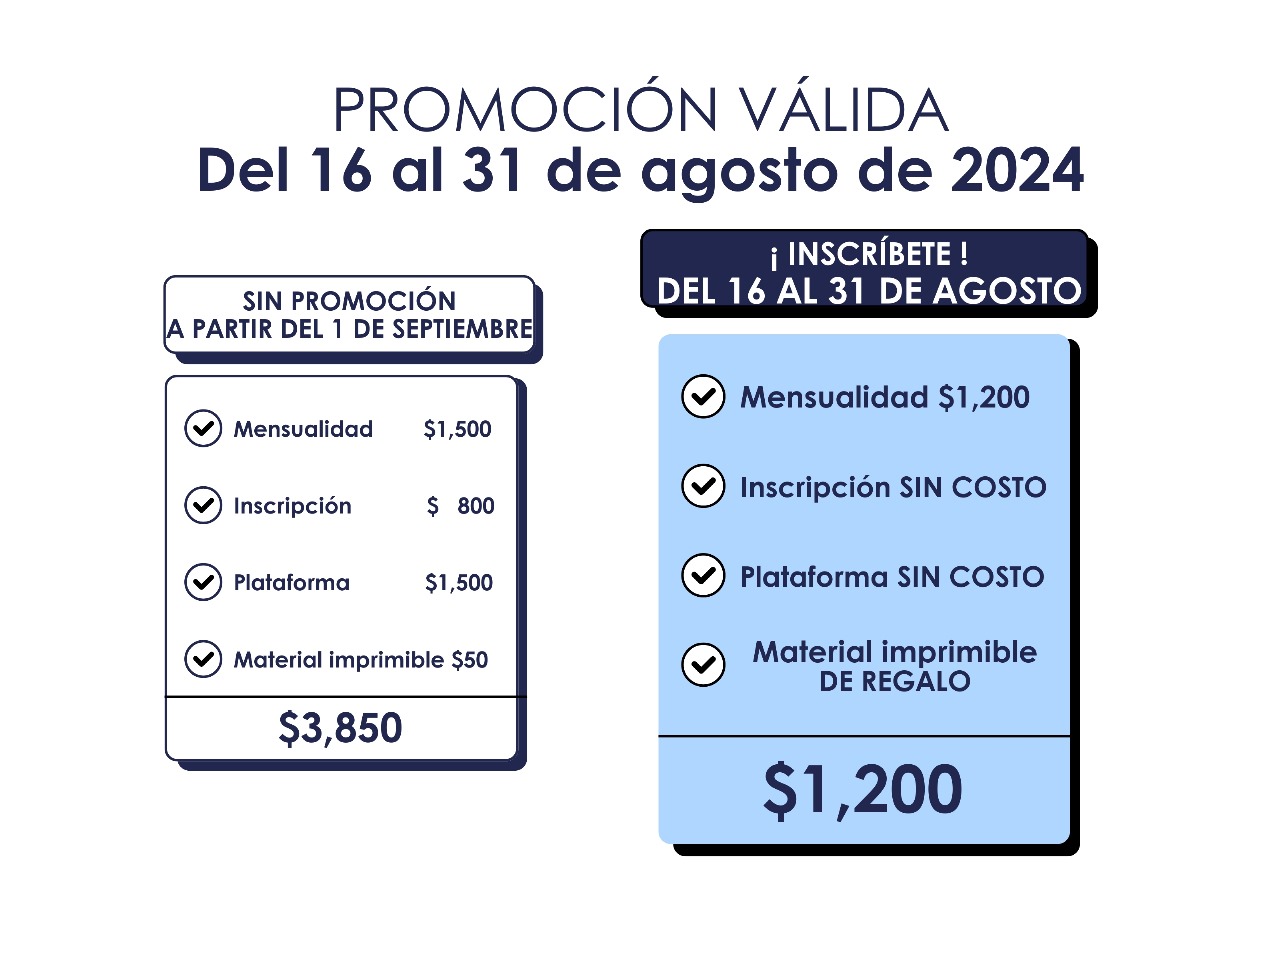 PROMOCIÓN VÁLIDA
Del 16 al 31 de agosto de 2024
SIN PROMOCIÓN
A PARTIR DEL 1 DE SEPTIEMBRE
Mensualidad $1,500
Inscripción $ 800
Plataforma $1,500
Material imprimible $50
$3,850
¡ INSCRÍBETE !
DEL 16 AL 31 DE AGOSTO
Mensualidad $1,200
Inscripción SIN COSTO
Plataforma SIN COSTO
Material imprimible
DE REGALO
$1,200